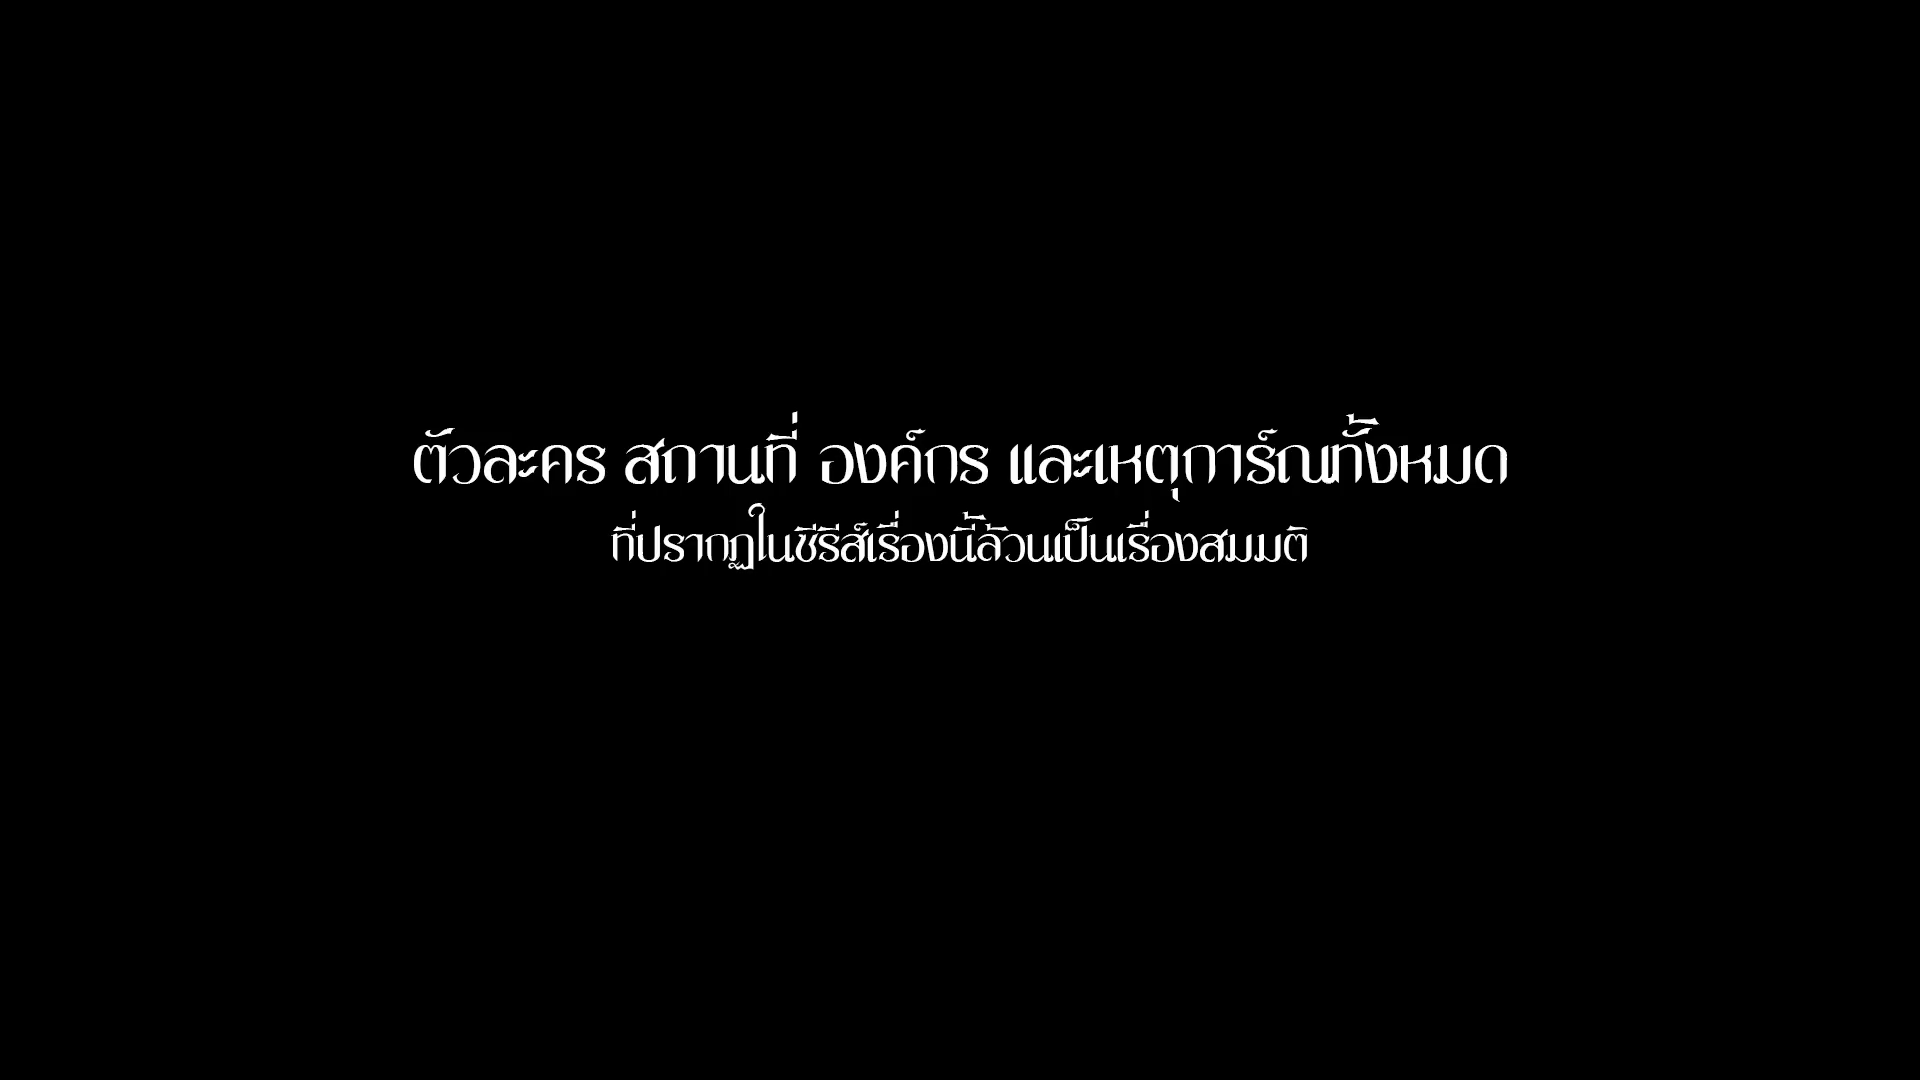 ตัวละคร สถานที่ องค์กร และเหตุการ์ณทั้งหมด
ที่ปรากฏในซีรีส์เรื่องนี้ล้วนเป็นเรื่องสมมติ